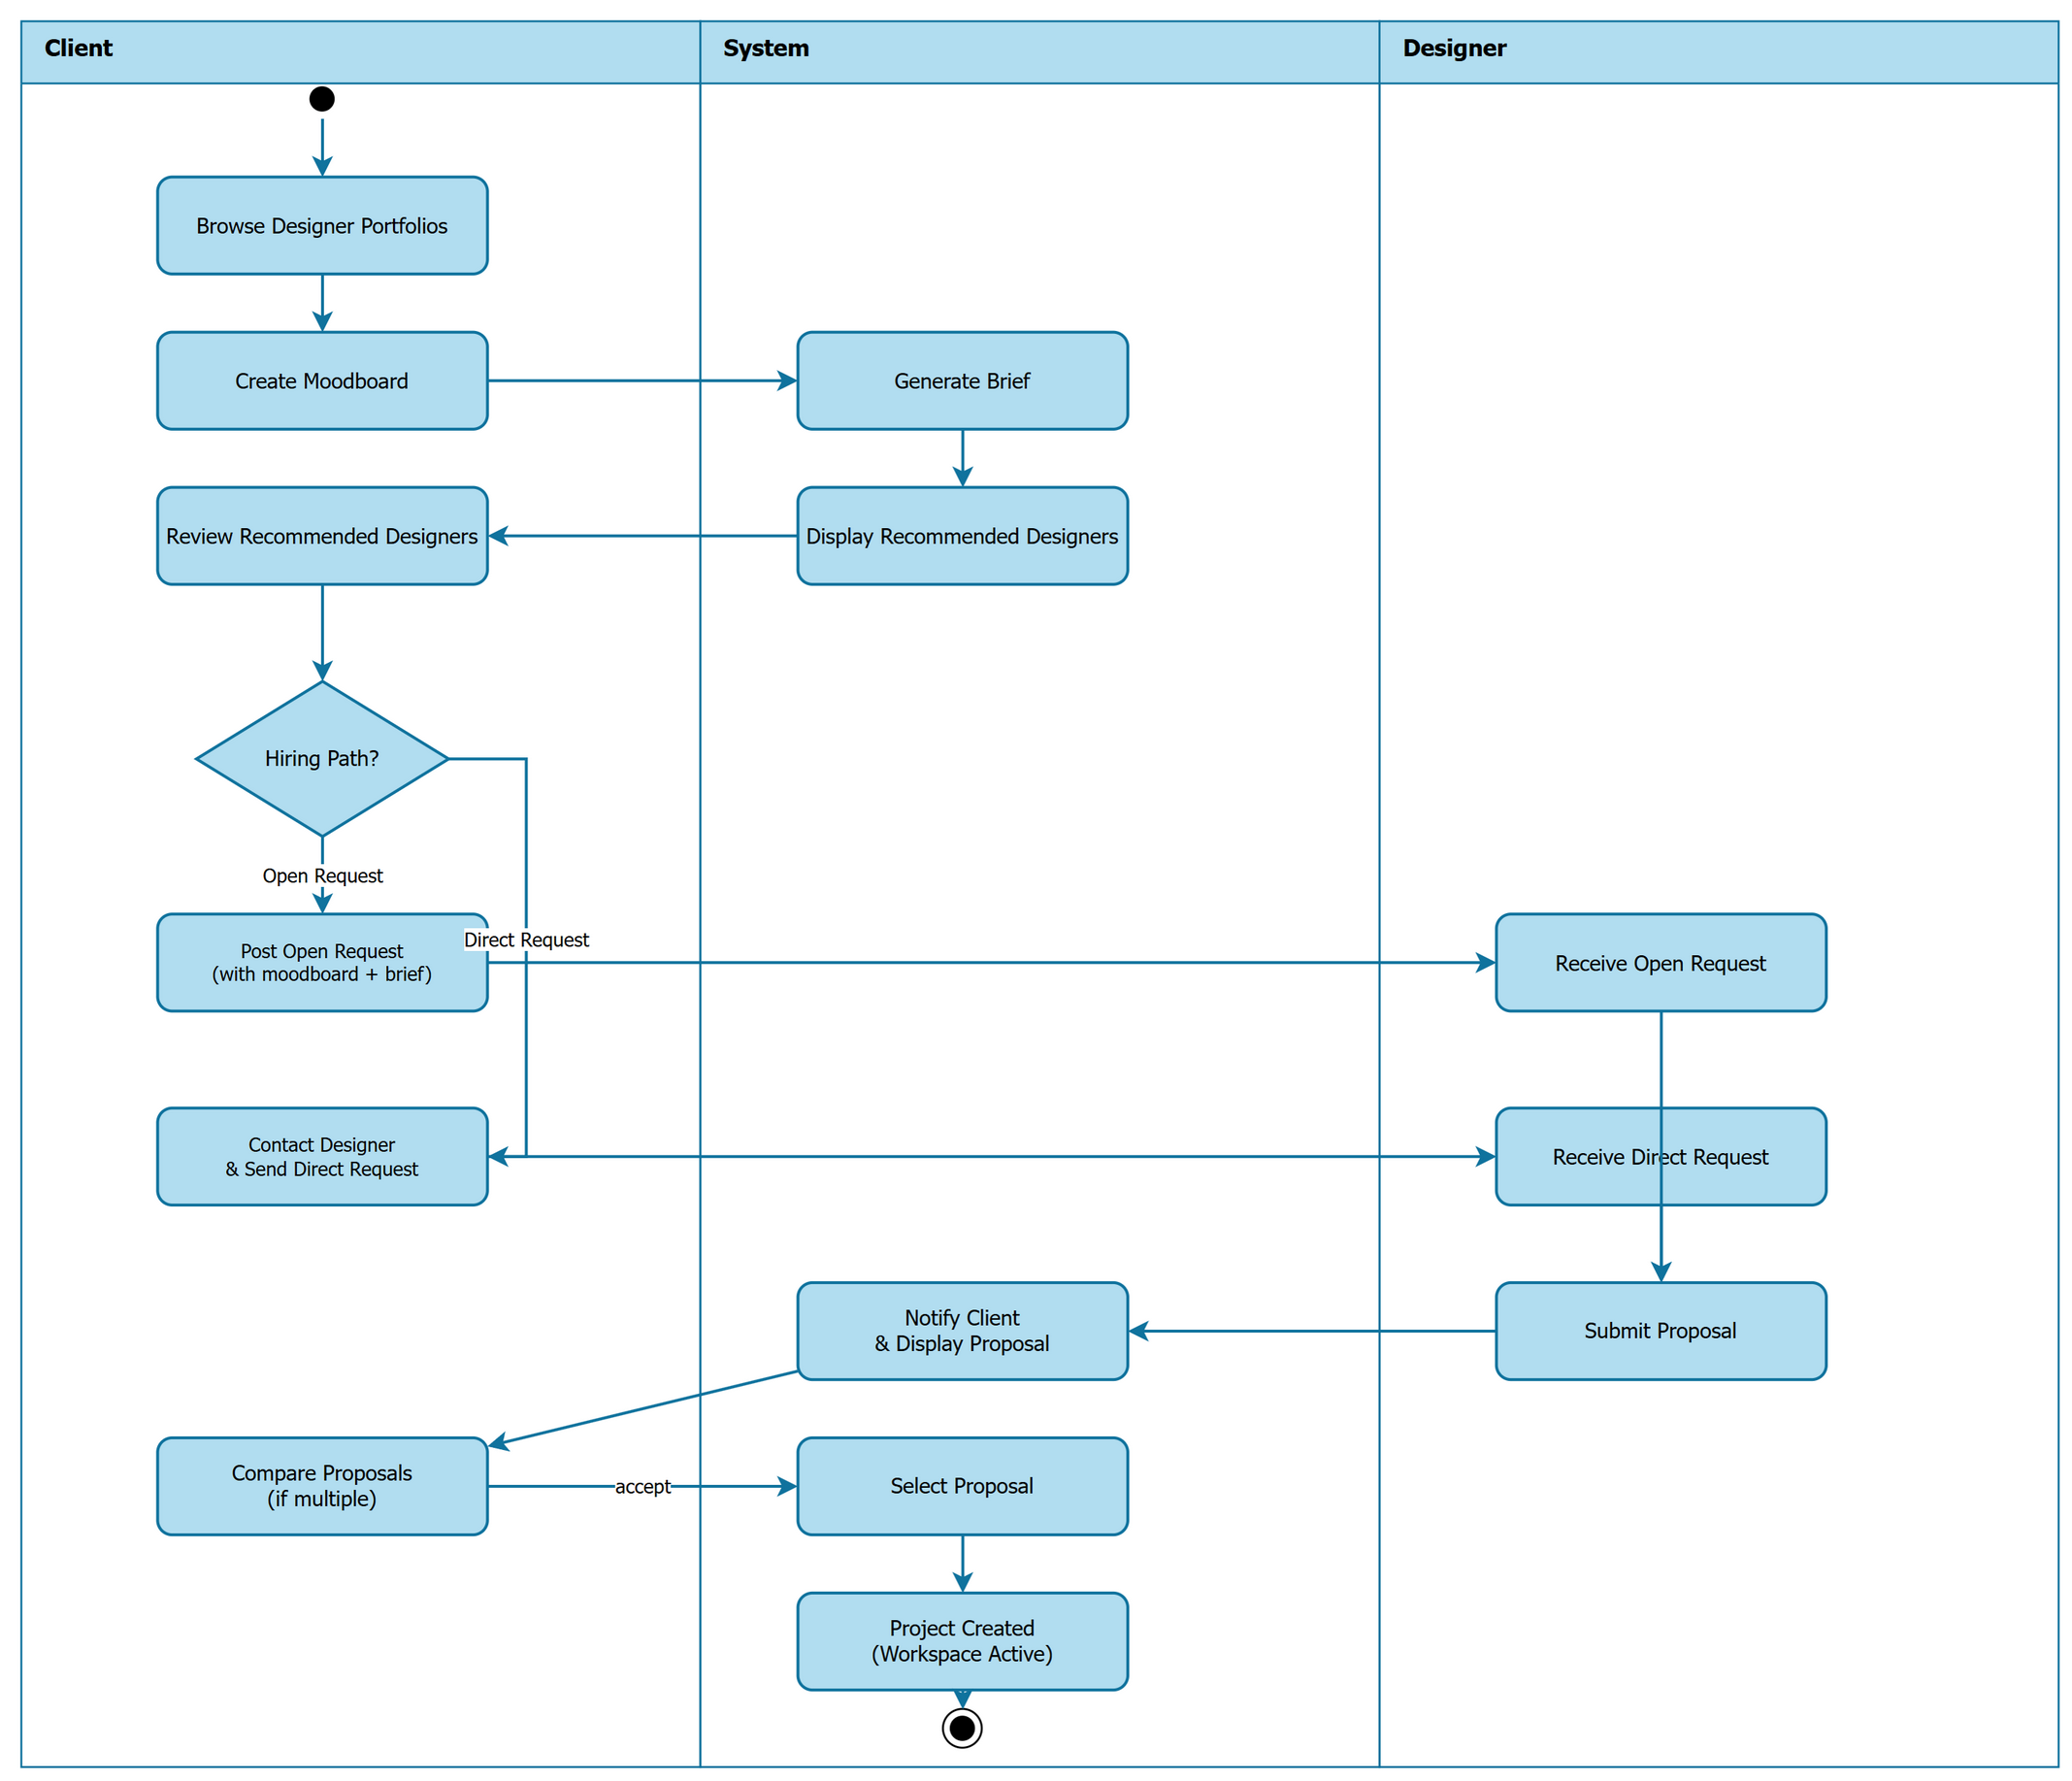 Client
System
Designer
Browse Designer Portfolios
Create Moodboard
Generate Brief
Review Recommended Designers
Display Recommended Designers
Hiring Path?
Open Request
Direct Request
Post Open Request
(with moodboard + brief)
Receive Open Request
Contact Designer
& Send Direct Request
Receive Direct Request
Notify Client
& Display Proposal
Submit Proposal
Compare Proposals
(if multiple)
accept
Select Proposal
Project Created
(Workspace Active)